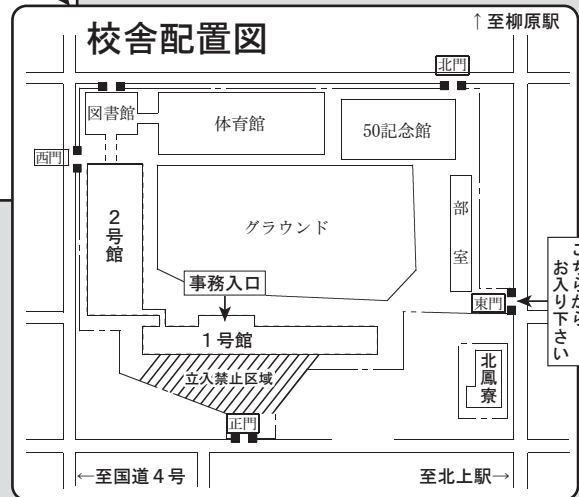 校舎配置図
↑至柳原駅
北門
図書館
体育館
50記念館
西門
2号館
グラウンド
部室
こちらから
お入り下さい
事務入口
東門
1号館
立入禁止区域
北鳳寮
正門
←至国道4号
至北上駅→